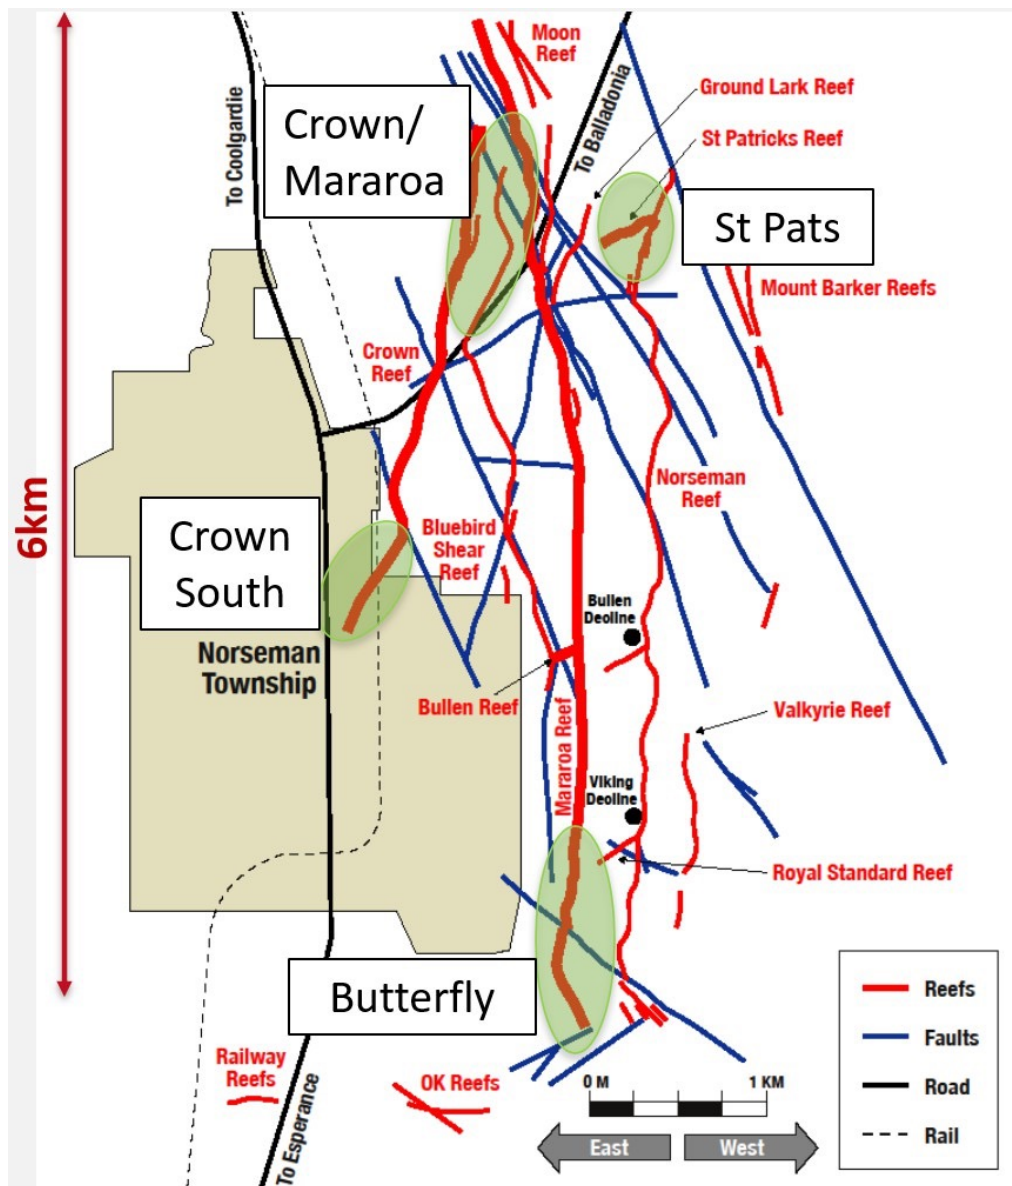 Moon
Reef
To Coolgardie
To Balladonia
Ground Lark Reef
Crown/
Mararoa
St Patricks Reef
St Pats
Mount Barker Reefs
Crown
Reef
6km
Norseman
Reef
Crown
South
Bluebird
Shear
Reef
Bullen
Deoline
Norseman
Township
Bullen Reef
Mararoa Reef
Valkyrie Reef
Viking
Deoline
Royal Standard Reef
Butterfly
Reefs
Faults
Road
Rail
Railway
Reefs
OK Reefs
To Esperance
0 M
1 KM
East
West